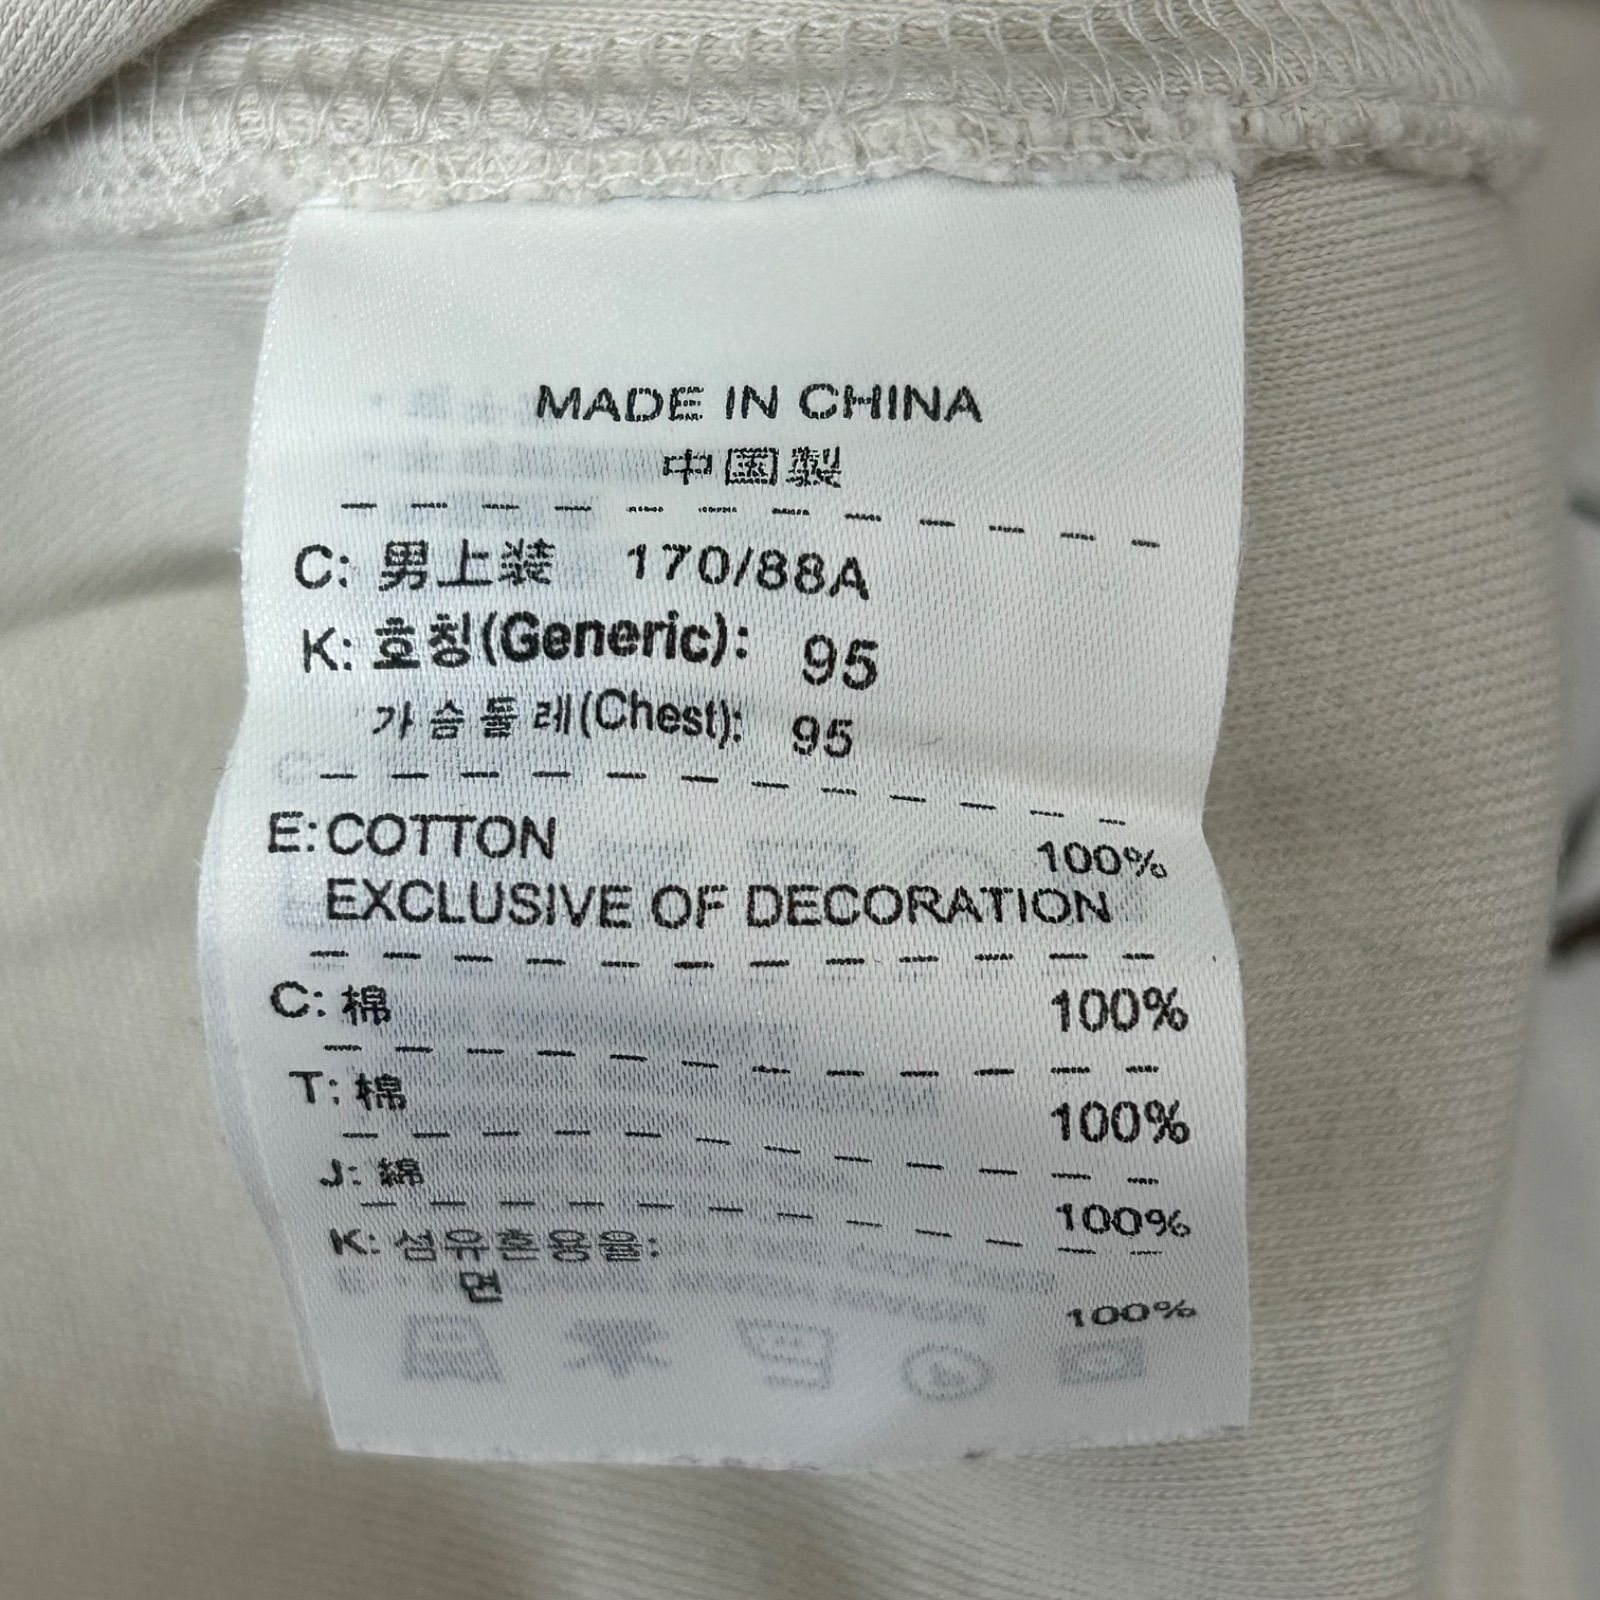 MADE IN CHINA
中国製
C: 男上装 170/88A
K: 호칭(Generic): 95
가슴둘레(Chest): 95
E: COTTON 100%
EXCLUSIVE OF DECORATION
C: 棉 100%
T: 棉 100%
J: 綿 100%
K: 섬유혼용율:
면 100%